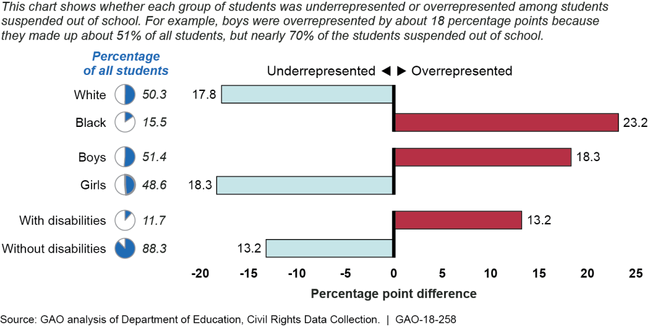 This chart shows whether each group of students was underrepresented or overrepresented among students
suspended out of school. For example, boys were overrepresented by about 18 percentage points because
they made up about 51% of all students, but nearly 70% of the students suspended out of school.
Percentage
of all students
Underrepresented Overrepresented
White 50.3 17.8
Black 15.5 23.2
Boys 51.4 18.3
Girls 48.6 18.3
With disabilities 11.7 13.2
Without disabilities 88.3 13.2
-20 -15 -10 -5 0 5 10 15 20 25
Percentage point difference
Source: GAO analysis of Department of Education, Civil Rights Data Collection. | GAO-18-258